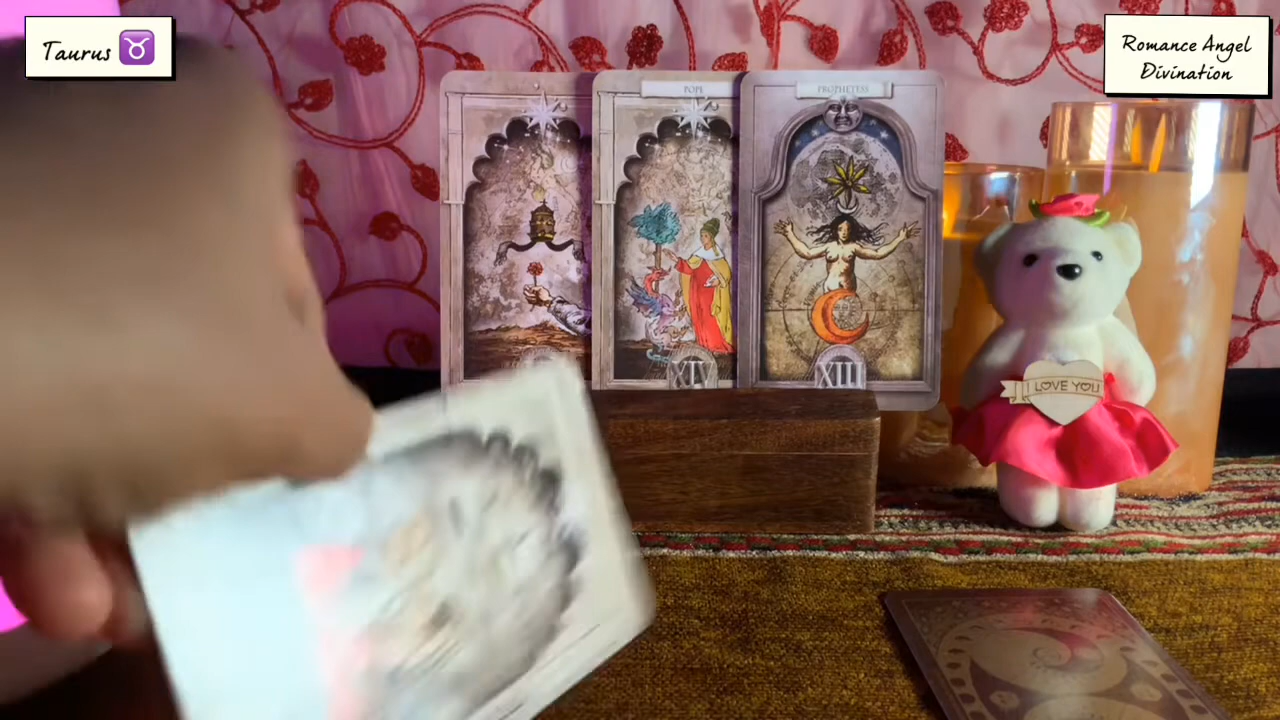 Taurus ♉
Romance Angel
Divination
POPE
PROPHETESS
XIV
XIII
I LOVE YOU